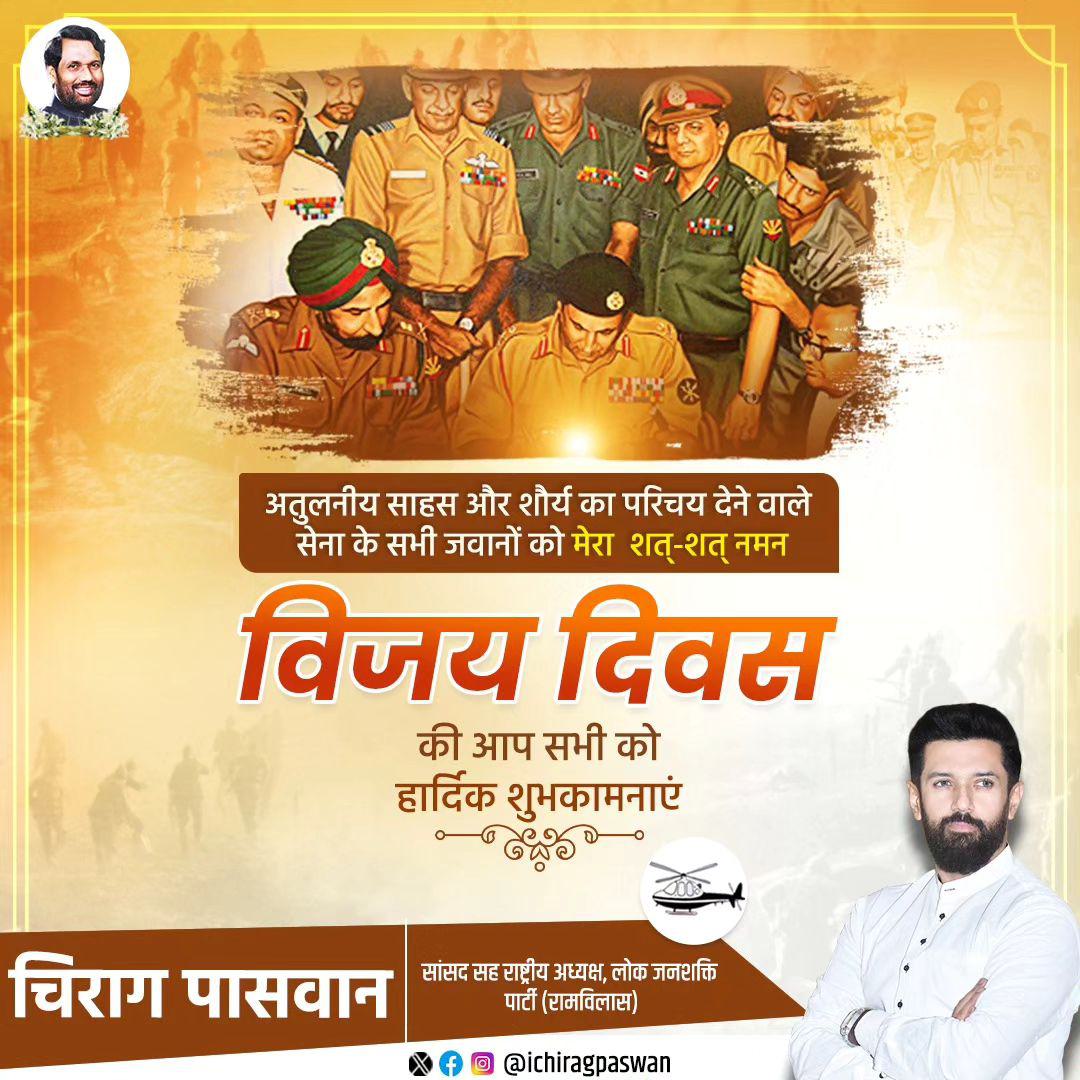 अतुलनीय साहस और शौर्य का परिचय देने वाले
सेना के सभी जवानों को मेरा शत्-शत् नमन
विजय दिवस
की आप सभी को
हार्दिक शुभकामनाएं
चिराग पासवान
सांसद सह राष्ट्रीय अध्यक्ष, लोक जनशक्ति
पार्टी (रामविलास)
@ichiragpaswan